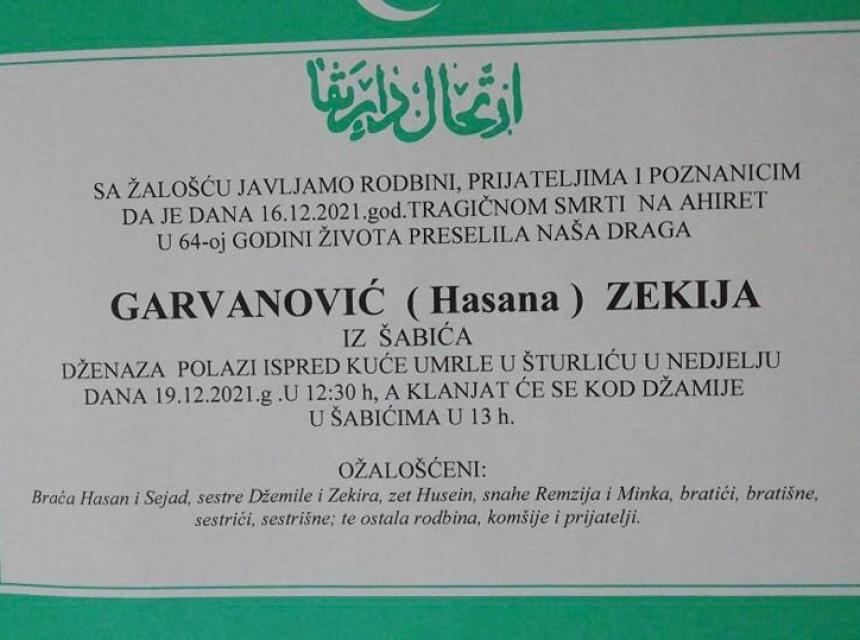 ارتحال دار بقا
SA ŽALOŠĆU JAVLJAMO RODBINI, PRIJATELJIMA I POZNANICIM
DA JE DANA 16.12.2021.god.TRAGIČNOM SMRTI NA AHIRET
U 64-oj GODINI ŽIVOTA PRESELILA NAŠA DRAGA
GARVANOVIĆ ( Hasana ) ZEKIJA
IZ ŠABIĆA
DŽENAZA POLAZI ISPRED KUĆE UMRLE U ŠTURLIĆU U NEDJELJU
DANA 19.12.2021.g .U 12:30 h, A KLANJAT ĆE SE KOD DŽAMIJE
U ŠABIĆIMA U 13 h.
OŽALOŠĆENI:
Braća Hasan i Sejad, sestre Džemile i Zekira, zet Husein, snahe Remzija i Minka, bratići, bratišne,
sestrići, sestrišne; te ostala rodbina, komšije i prijatelji.